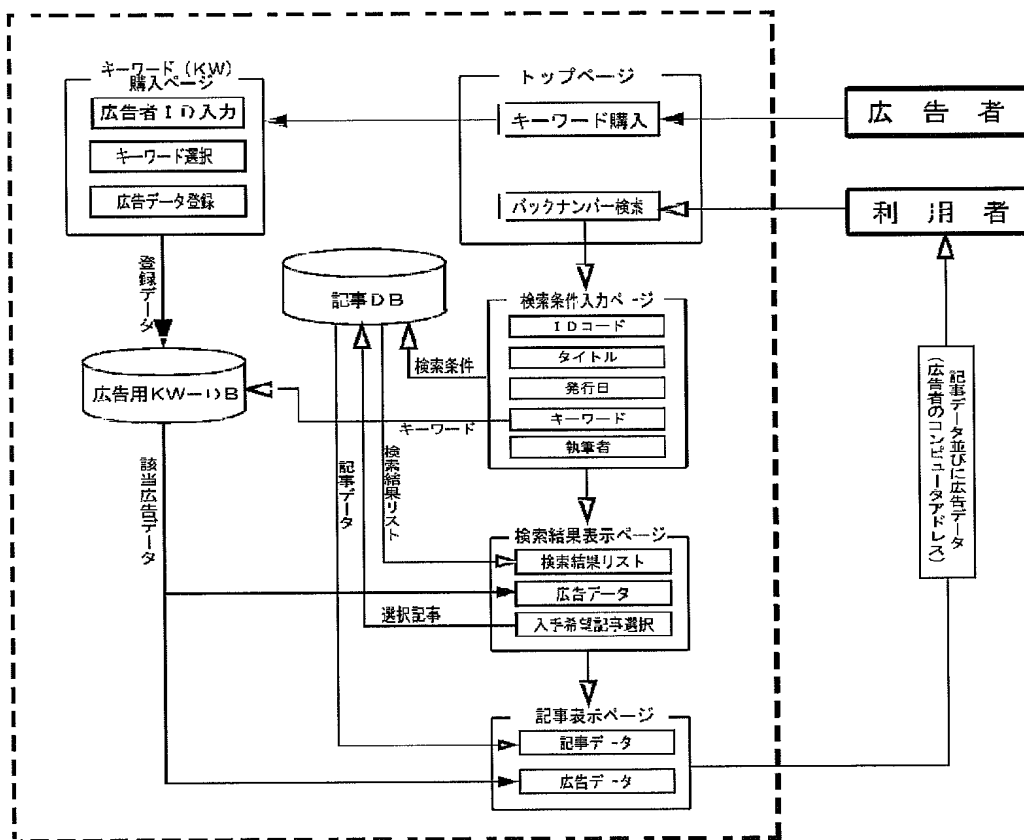 キーワード（KW）
購入ページ
広告者ID入力
キーワード選択
広告データ登録
トップページ
キーワード購入
バックナンバー検索
広告者
利用者
登録データ
記事DB
広告用KW－DB
検索条件
キーワード
検索条件入力ページ
IDコード
タイトル
発行日
キーワード
執筆者
該当広告データ
記事データ
検索結果リスト
選択記事
検索結果表示ページ
検索結果リスト
広告データ
入手希望記事選択
記事表示ページ
記事データ
広告データ
記事データ並びに広告データ
（広告者のコンピュータアドレス）